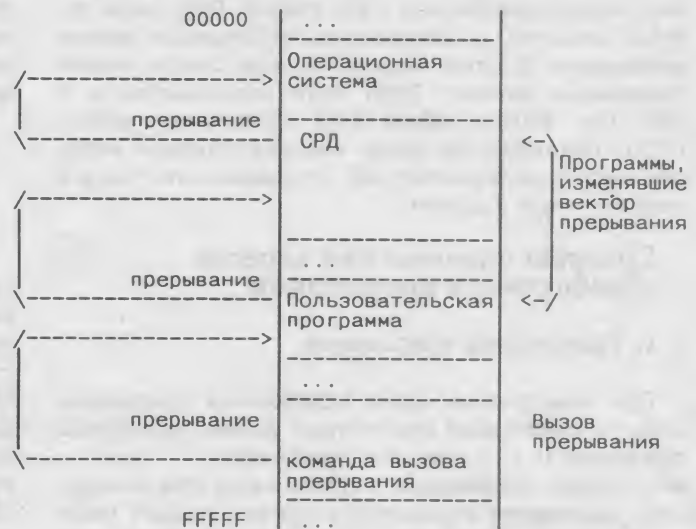 00000 ...
Операционная
система
прерывание
СРД
Программы,
изменявшие
вектор
прерывания
...
прерывание
Пользовательская
программа
...
прерывание
Вызов
прерывания
команда вызова
прерывания
FFFFF ...